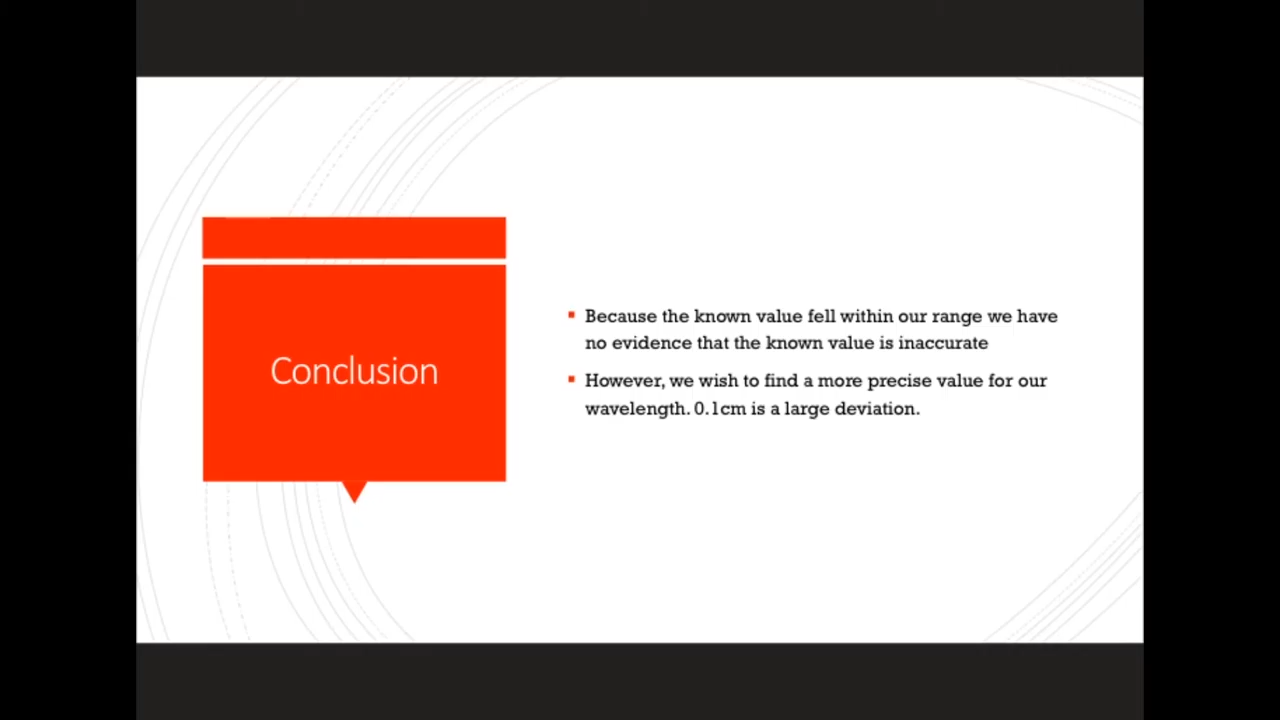 Conclusion
Because the known value fell within our range we have
no evidence that the known value is inaccurate
However, we wish to find a more precise value for our
wavelength. 0.1cm is a large deviation.